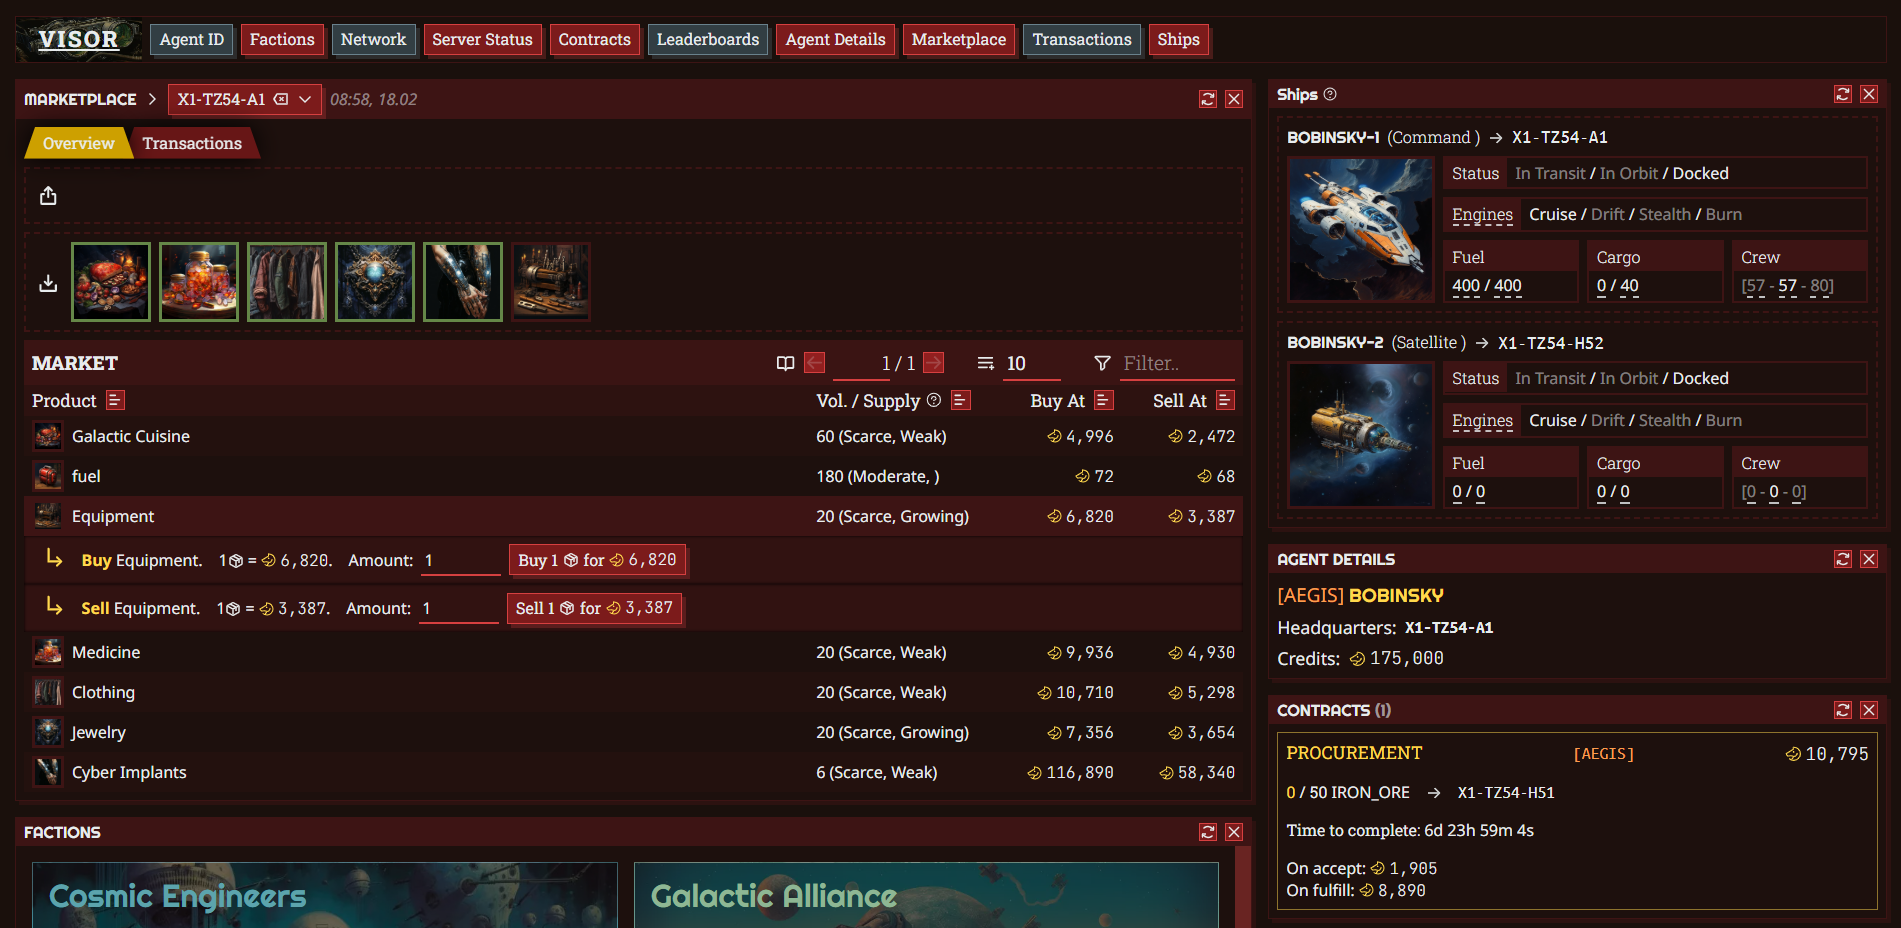 VISOR Agent ID Factions Network Server Status Contracts Leaderboards Agent Details Marketplace Transactions Ships
MARKETPLACE > X1-TZ54-A1 08:58, 18.02
Overview Transactions
MARKET 1 / 1 10 Filter..
Product Vol. / Supply Buy At Sell At
Galactic Cuisine 60 (Scarce, Weak) 4,996 2,472
fuel 180 (Moderate, ) 72 68
Equipment 20 (Scarce, Growing) 6,820 3,387
Buy Equipment. 1 = 6,820. Amount: 1 Buy 1 for 6,820
Sell Equipment. 1 = 3,387. Amount: 1 Sell 1 for 3,387
Medicine 20 (Scarce, Weak) 9,936 4,930
Clothing 20 (Scarce, Weak) 10,710 5,298
Jewelry 20 (Scarce, Growing) 7,356 3,654
Cyber Implants 6 (Scarce, Weak) 116,890 58,340
FACTIONS
Cosmic Engineers
Galactic Alliance
Ships
BOBINSKY-1 (Command ) → X1-TZ54-A1
Status In Transit / In Orbit / Docked
Engines Cruise / Drift / Stealth / Burn
Fuel Cargo Crew
400 / 400 0 / 40 [57 - 57 - 80]
BOBINSKY-2 (Satellite ) → X1-TZ54-H52
Status In Transit / In Orbit / Docked
Engines Cruise / Drift / Stealth / Burn
Fuel Cargo Crew
0 / 0 0 / 0 [0 - 0 - 0]
AGENT DETAILS
[AEGIS] BOBINSKY
Headquarters: X1-TZ54-A1
Credits: 175,000
CONTRACTS (1)
PROCUREMENT [AEGIS] 10,795
0 / 50 IRON_ORE → X1-TZ54-H51
Time to complete: 6d 23h 59m 4s
On accept: 1,905
On fulfill: 8,890